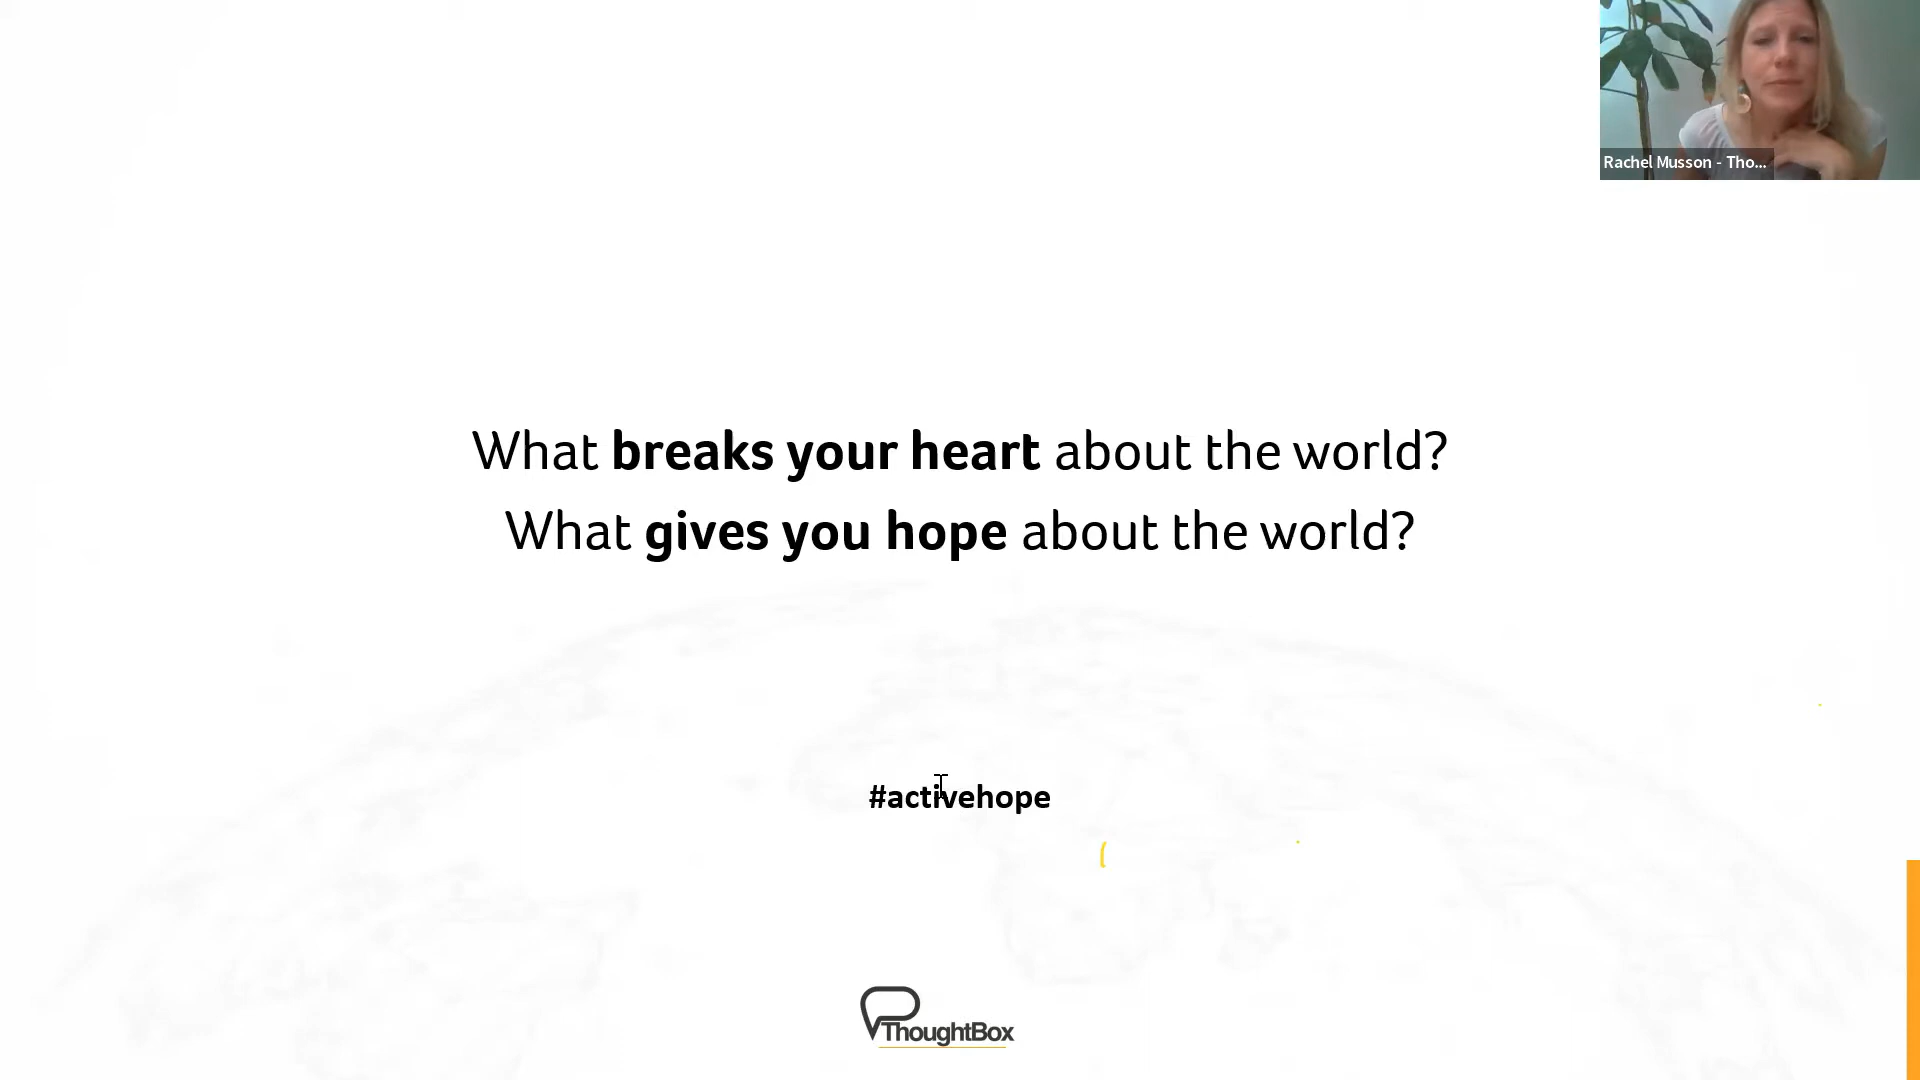 Rachel Musson - Tho...
What breaks your heart about the world?
What gives you hope about the world?
#activehope
ThoughtBox